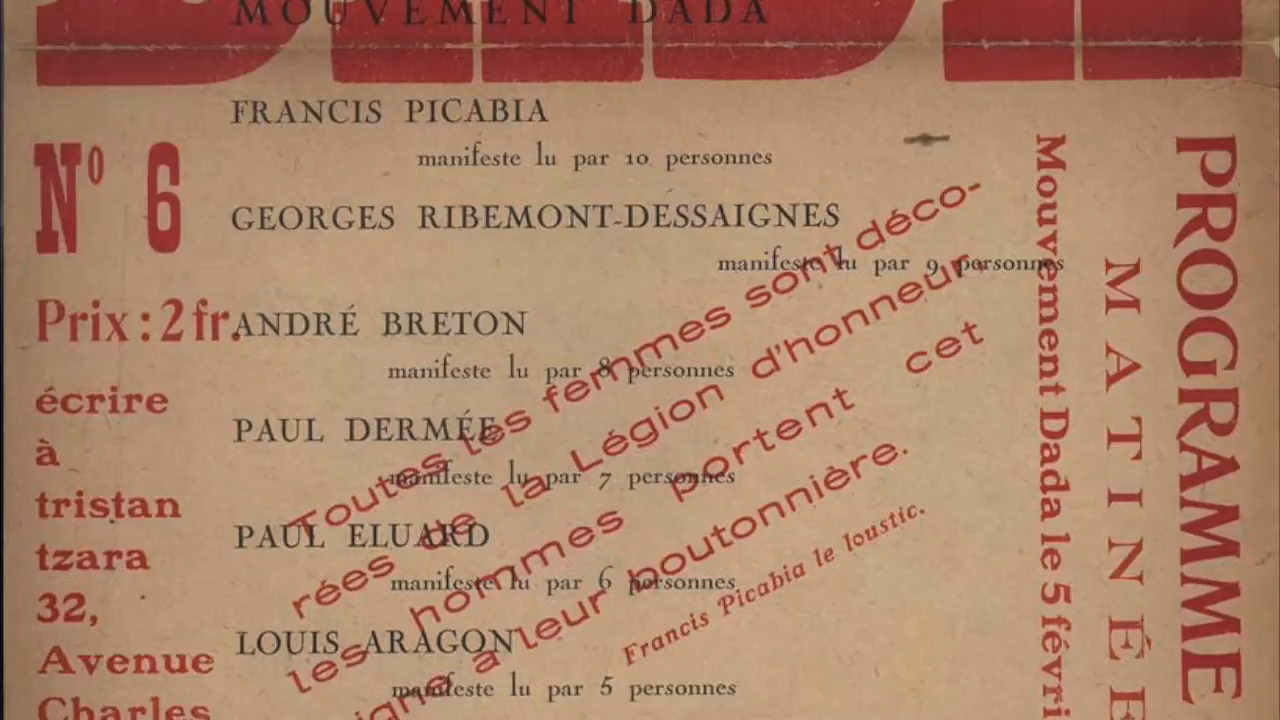 MOUVEMENT DADA
FRANCIS PICABIA
manifeste lu par 10 personnes
GEORGES RIBEMONT-DESSAIGNES
manifeste lu par 9 personnes
ANDRÉ BRETON
manifeste lu par 8 personnes
PAUL DERMÉE
manifeste lu par 7 personnes
PAUL ELUARD
manifeste lu par 6 personnes
LOUIS ARAGON
manifeste lu par 5 personnes
Nº 6
Prix : 2 fr.
écrire
à
tristan
tzara
32,
Avenue
Charles
Toutes les femmes sont déco-
rées de la Légion d'honneur.
les hommes portent cet
igne à leur boutonnière.
Francis Picabia le loustic.
PROGRAMME
MATINÉE
Mouvement Dada le 5 févri